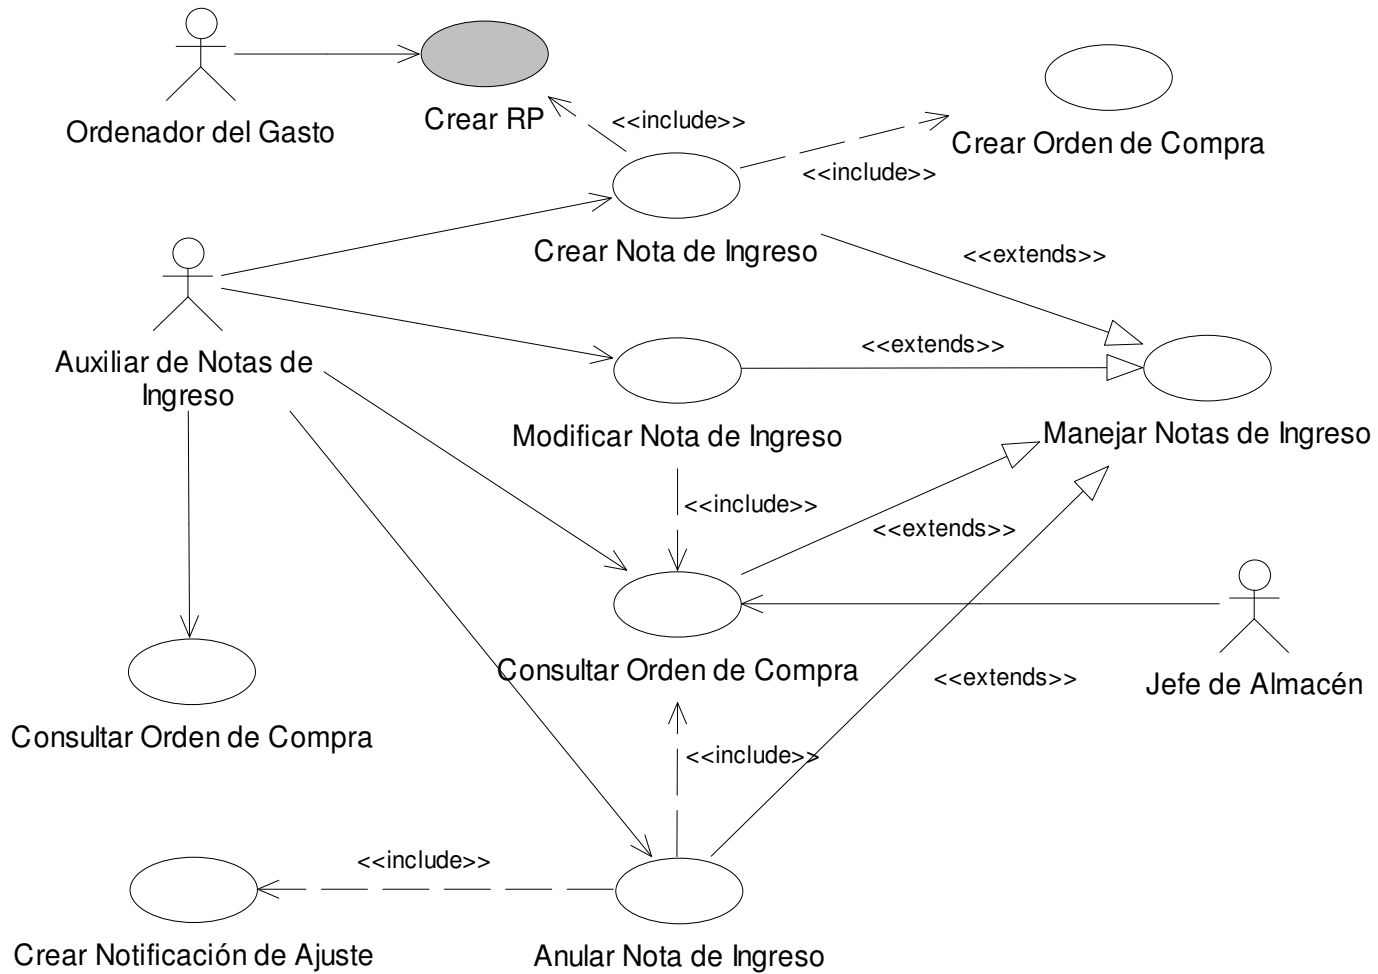 Ordenador del Gasto
Crear RP
<<include>>
Crear Orden de Compra
<<include>>
Crear Nota de Ingreso
<<extends>>
Auxiliar de Notas de
Ingreso
<<extends>>
Modificar Nota de Ingreso
Manejar Notas de Ingreso
<<include>>
<<extends>>
Consultar Orden de Compra
<<extends>>
Jefe de Almacén
Consultar Orden de Compra
<<include>>
<<include>>
Crear Notificación de Ajuste
Anular Nota de Ingreso